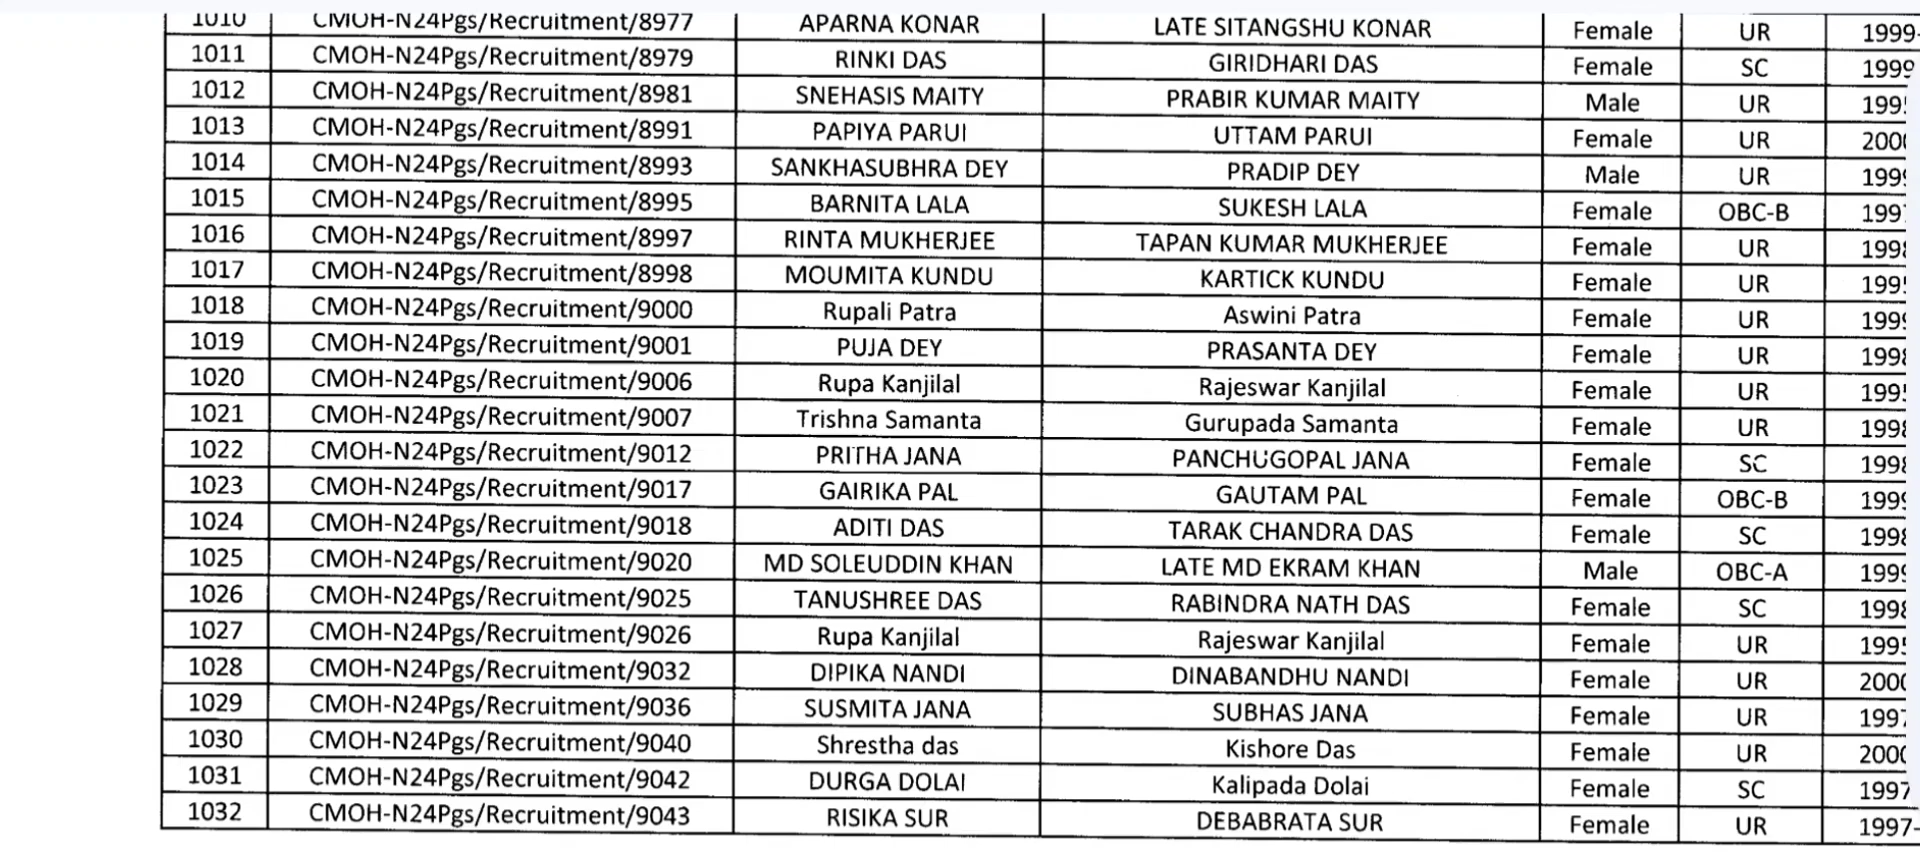 1010 CMOH-N24Pgs/Recruitment/8977 APARNA KONAR LATE SITANGSHU KONAR Female UR 1999-
1011 CMOH-N24Pgs/Recruitment/8979 RINKI DAS GIRIDHARI DAS Female SC 1999
1012 CMOH-N24Pgs/Recruitment/8981 SNEHASIS MAITY PRABIR KUMAR MAITY Male UR
1013 CMOH-N24Pgs/Recruitment/8991 PAPIYA PARUI UTTAM PARUI Female UR
1014 CMOH-N24Pgs/Recruitment/8993 SANKHASUBHRA DEY PRADIP DEY Male UR
1015 CMOH-N24Pgs/Recruitment/8995 BARNITA LALA SUKESH LALA Female OBC-B
1016 CMOH-N24Pgs/Recruitment/8997 RINTA MUKHERJEE TAPAN KUMAR MUKHERJEE Female UR
1017 CMOH-N24Pgs/Recruitment/8998 MOUMITA KUNDU KARTICK KUNDU Female UR
1018 CMOH-N24Pgs/Recruitment/9000 Rupali Patra Aswini Patra Female UR
1019 CMOH-N24Pgs/Recruitment/9001 PUJA DEY PRASANTA DEY Female UR
1020 CMOH-N24Pgs/Recruitment/9006 Rupa Kanjilal Rajeswar Kanjilal Female UR
1021 CMOH-N24Pgs/Recruitment/9007 Trishna Samanta Gurupada Samanta Female UR
1022 CMOH-N24Pgs/Recruitment/9012 PRITHA JANA PANCHUGOPAL JANA Female SC
1023 CMOH-N24Pgs/Recruitment/9017 GAIRIKA PAL GAUTAM PAL Female OBC-B
1024 CMOH-N24Pgs/Recruitment/9018 ADITI DAS TARAK CHANDRA DAS Female SC
1025 CMOH-N24Pgs/Recruitment/9020 MD SOLEUDDIN KHAN LATE MD EKRAM KHAN Male OBC-A
1026 CMOH-N24Pgs/Recruitment/9025 TANUSHREE DAS RABINDRA NATH DAS Female SC
1027 CMOH-N24Pgs/Recruitment/9026 Rupa Kanjilal Rajeswar Kanjilal Female UR
1028 CMOH-N24Pgs/Recruitment/9032 DIPIKA NANDI DINABANDHU NANDI Female UR
1029 CMOH-N24Pgs/Recruitment/9036 SUSMITA JANA SUBHAS JANA Female UR 1997
1030 CMOH-N24Pgs/Recruitment/9040 Shrestha das Kishore Das Female UR
1031 CMOH-N24Pgs/Recruitment/9042 DURGA DOLAI Kalipada Dolai Female SC 1997
1032 CMOH-N24Pgs/Recruitment/9043 RISIKA SUR DEBABRATA SUR Female UR 1997-